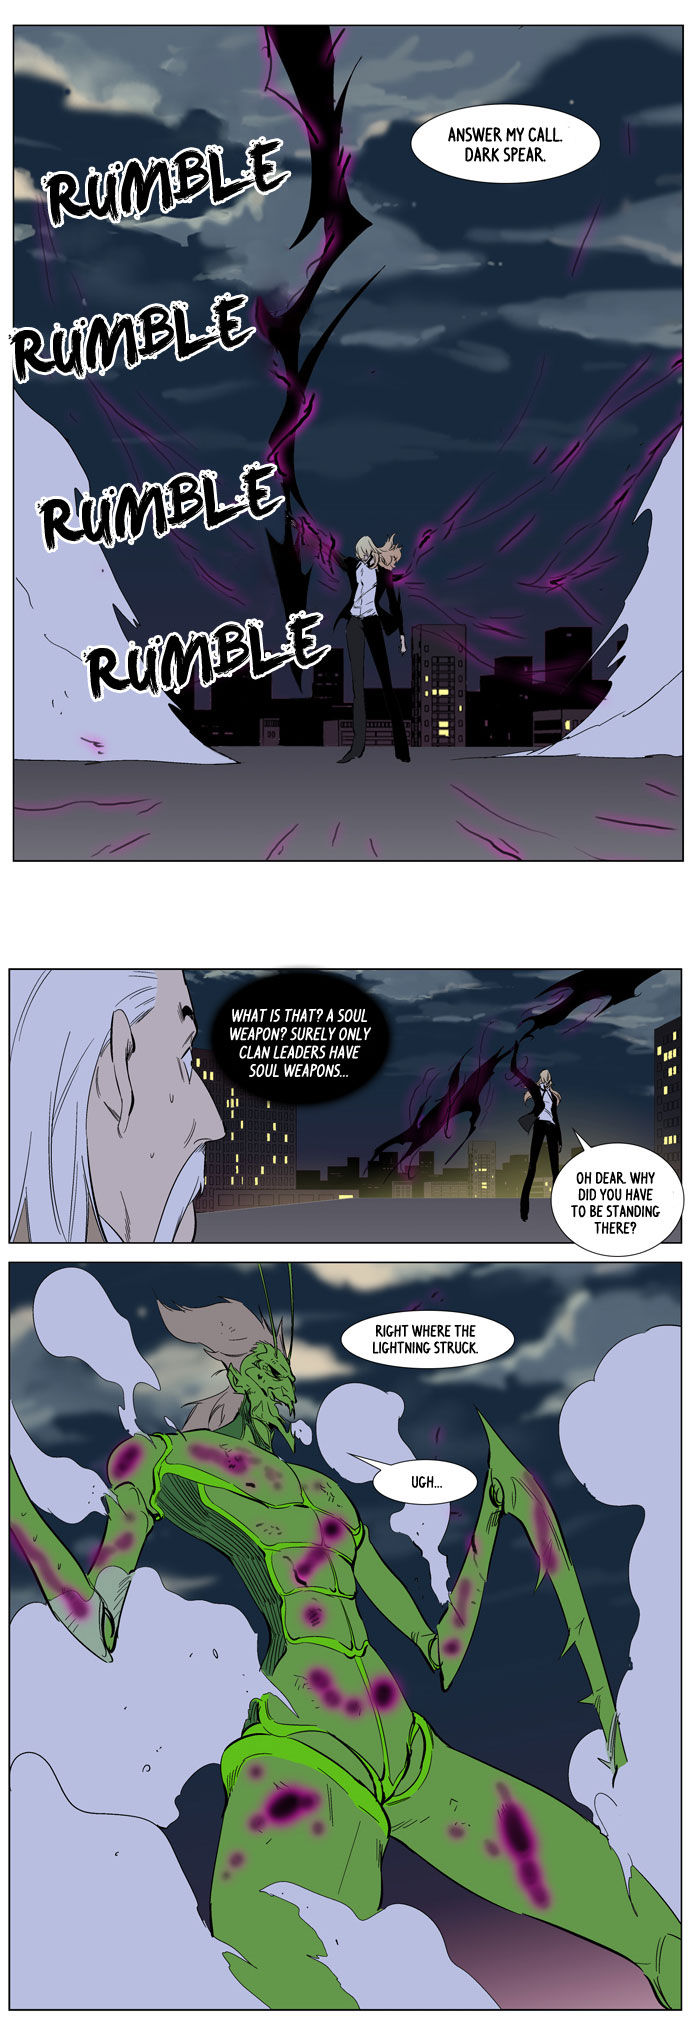 ANSWER MY CALL.
DARK SPEAR.
RUMBLE
RUMBLE
RUMBLE
RUMBLE
WHAT IS THAT? A SOUL
WEAPON? SURELY ONLY
CLAN LEADERS HAVE
SOUL WEAPONS...
OH DEAR. WHY
DID YOU HAVE
TO BE STANDING
THERE?
RIGHT WHERE THE
LIGHTNING STRUCK.
UGH...